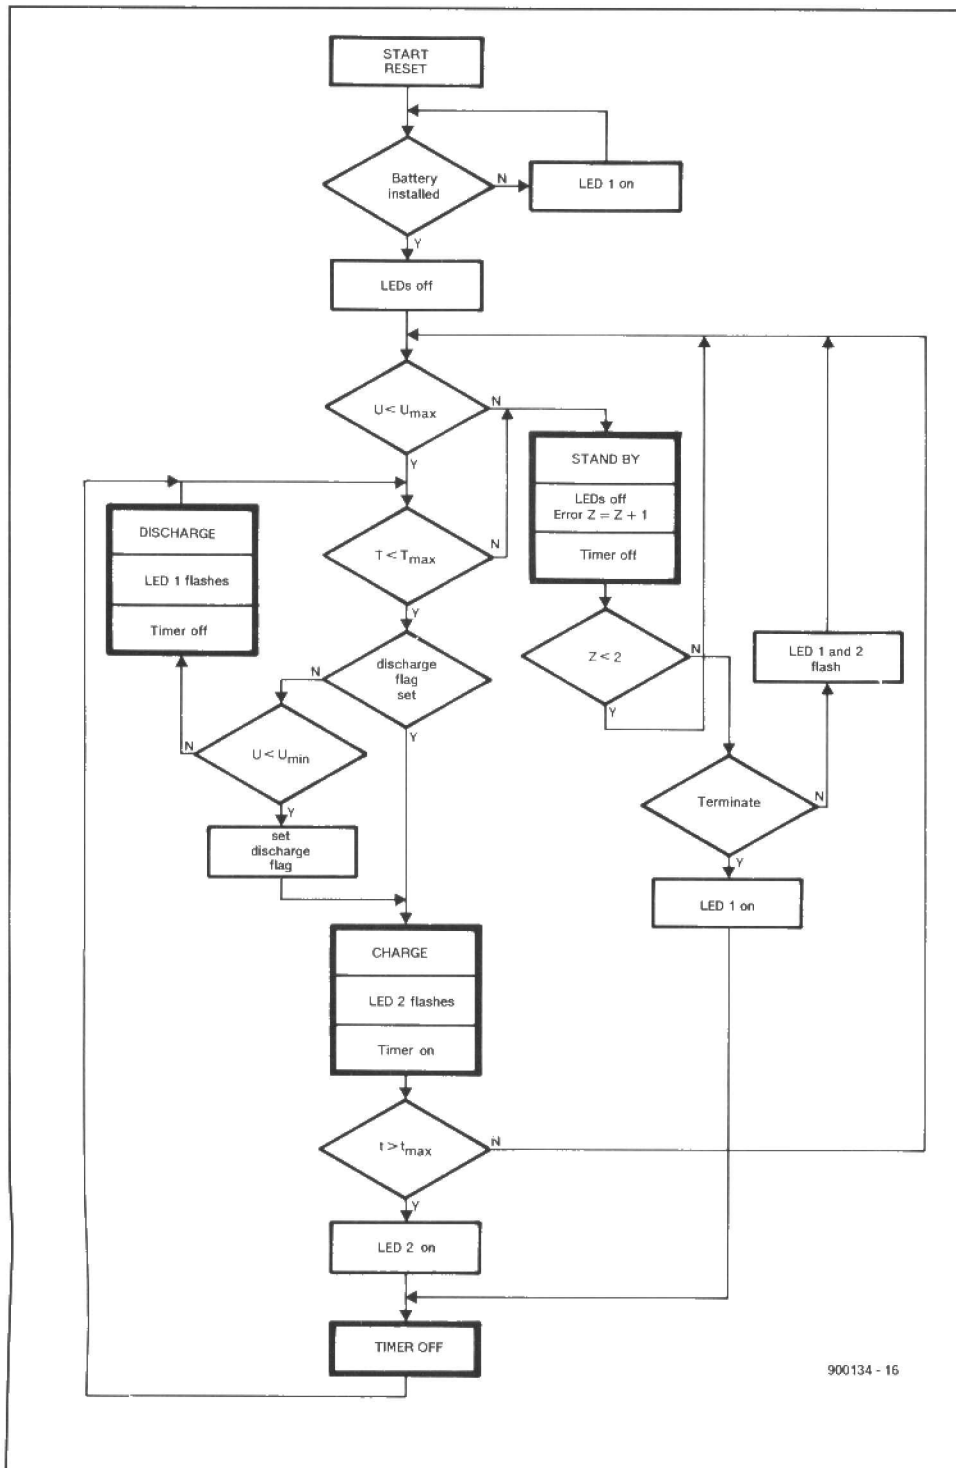 START
RESET
Battery
installed
N
LED 1 on
Y
LEDs off
U < Umax
N
Y
STAND BY
LEDs off
Error Z = Z + 1
Timer off
DISCHARGE
LED 1 flashes
Timer off
T < Tmax
N
Y
Z < 2
N
Y
LED 1 and 2
flash
discharge
flag
set
N
Y
U < Umin
N
Y
Terminate
N
Y
set
discharge
flag
LED 1 on
CHARGE
LED 2 flashes
Timer on
t > tmax
N
Y
LED 2 on
TIMER OFF
900134 - 16